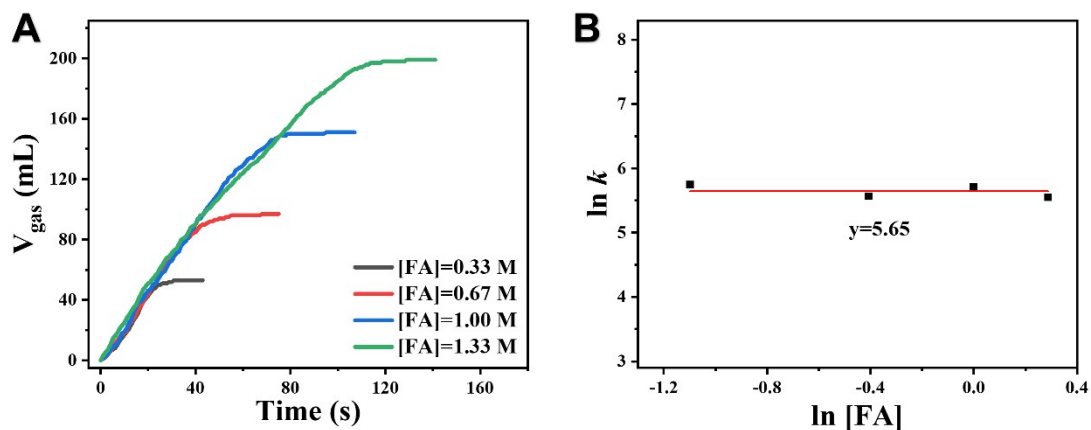 A
V_gas (mL)
200
160
120
80
40
0
[FA]=0.33 M
[FA]=0.67 M
[FA]=1.00 M
[FA]=1.33 M
0 40 80 120 160
Time (s)
B
ln k
8
7
6
5
4
3
y=5.65
-1.2 -0.8 -0.4 0.0 0.4
ln [FA]